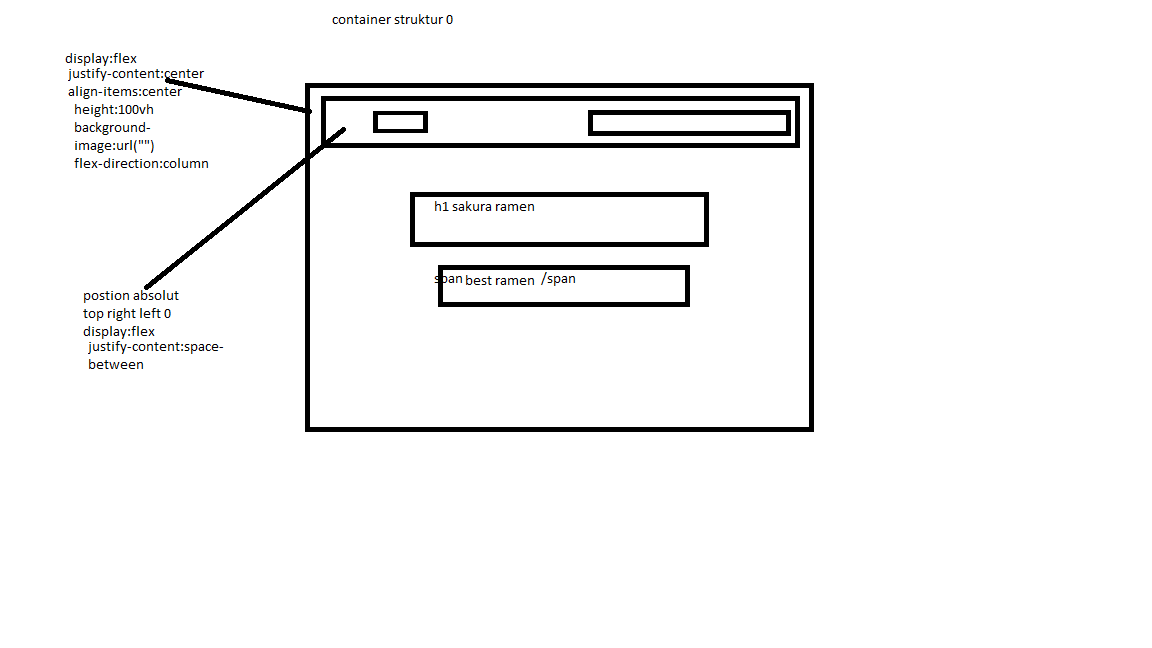 container struktur 0
display:flex
justify-content:center
align-items:center
height:100vh
background-
image:url("")
flex-direction:column
h1 sakura ramen
span best ramen /span
postion absolut
top right left 0
display:flex
justify-content:space-
between